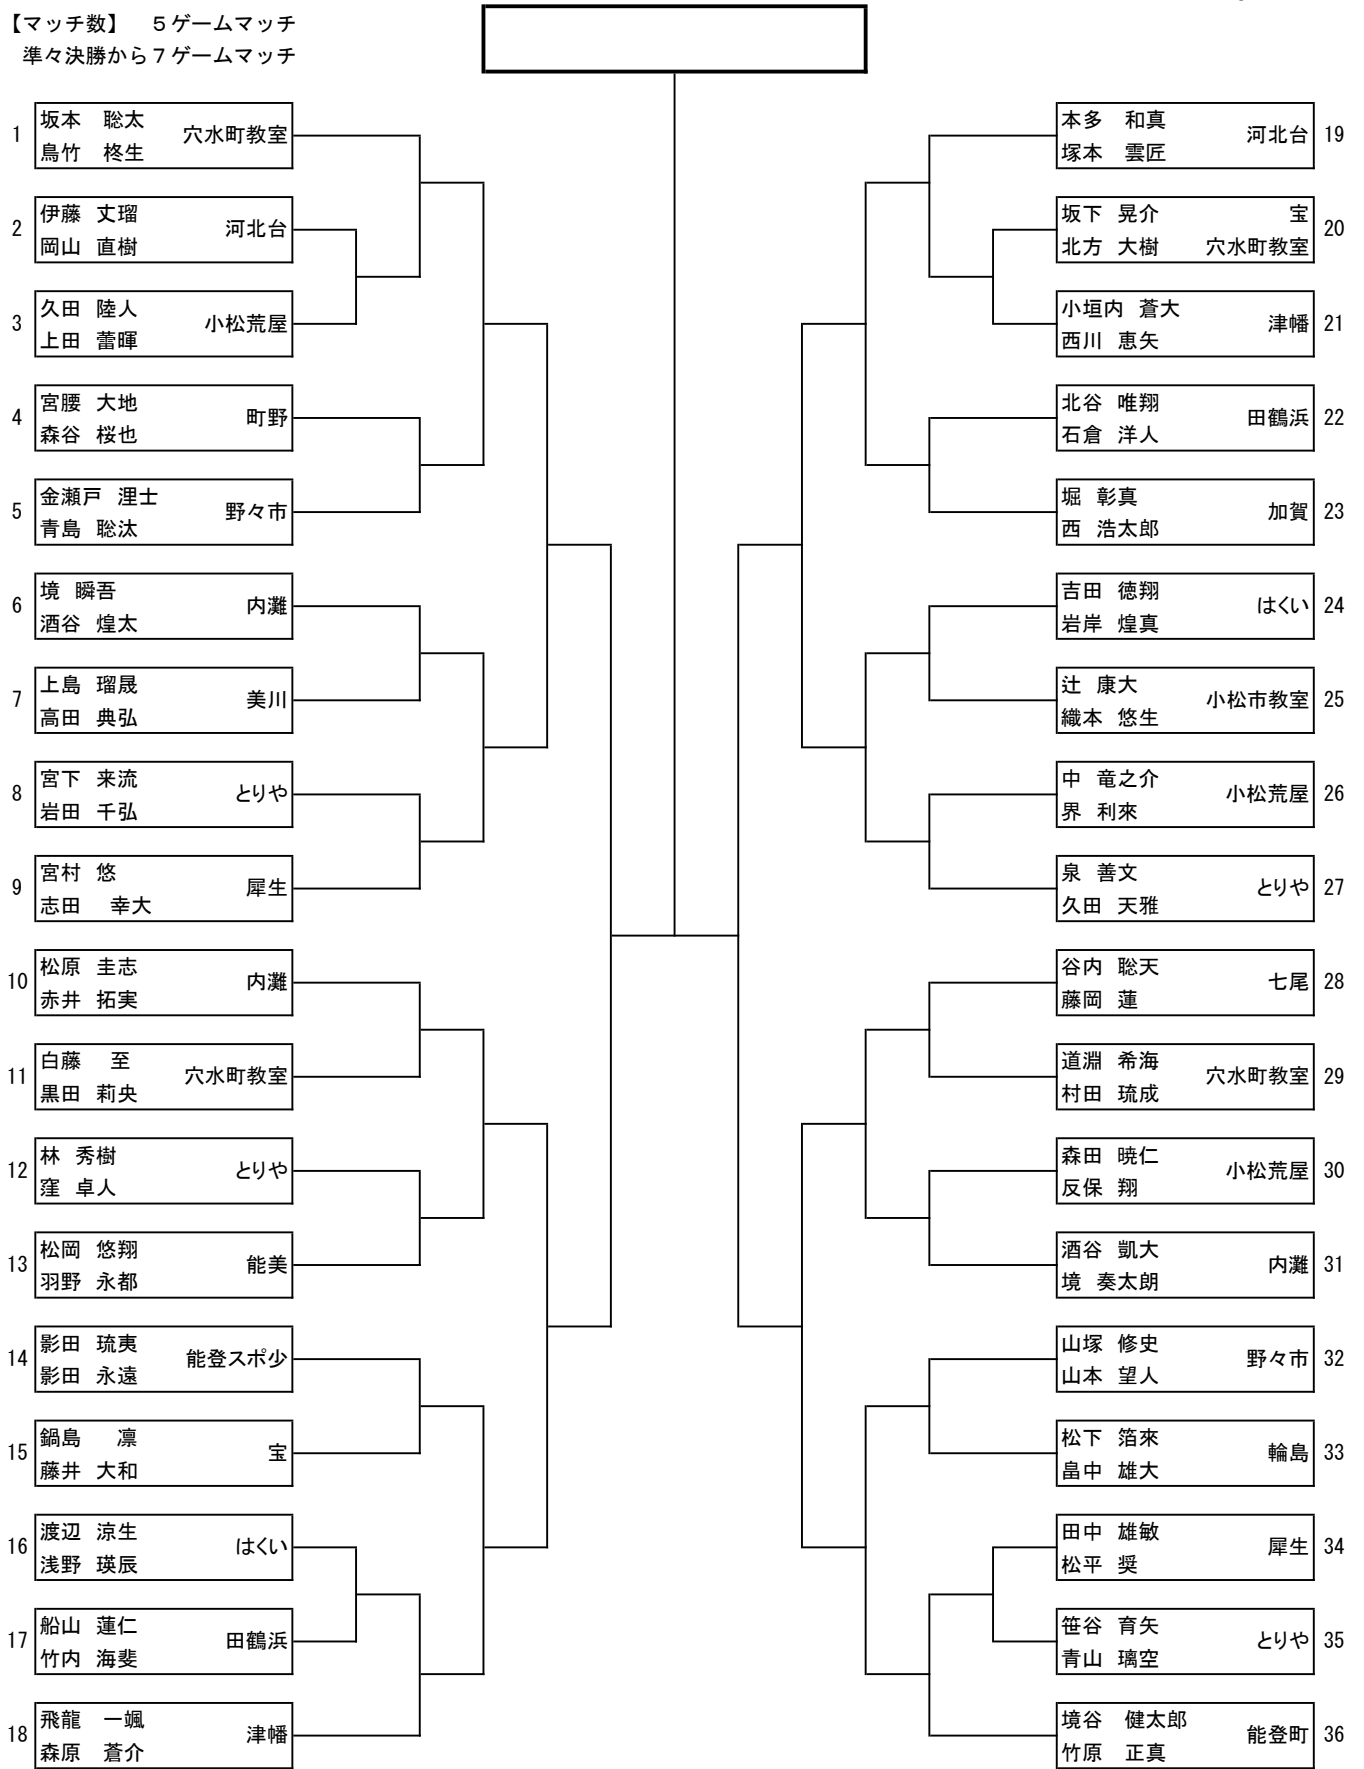 【マッチ数】　５ゲームマッチ
準々決勝から７ゲームマッチ
1 坂本　聡太 穴水町教室
鳥竹　柊生
2 伊藤 丈瑠 河北台
岡山 直樹
3 久田 陸人 小松荒屋
上田 蕾暉
4 宮腰 大地 町野
森谷 桜也
5 金瀬戸 浬士 野々市
青島 聡汰
6 境 瞬吾 内灘
酒谷 煌太
7 上島 瑠晟 美川
高田 典弘
8 宮下 来流 とりや
岩田 千弘
9 宮村 悠 犀生
志田　幸大
10 松原 圭志 内灘
赤井 拓実
11 白藤　至 穴水町教室
黒田 莉央
12 林 秀樹 とりや
窪 卓人
13 松岡 悠翔 能美
羽野 永都
14 影田 琉夷 能登スポ少
影田 永遠
15 鍋島　凛 宝
藤井 大和
16 渡辺 涼生 はくい
浅野 瑛辰
17 船山 蓮仁 田鶴浜
竹内 海斐
18 飛龍　一颯 津幡
森原　蒼介
本多　和真 河北台 19
塚本　雲匠
坂下 晃介 宝 20
北方 大樹 穴水町教室
小垣内 蒼大 津幡 21
西川 恵矢
北谷 唯翔 田鶴浜 22
石倉 洋人
堀 彰真 加賀 23
西 浩太郎
吉田 徳翔 はくい 24
岩岸 煌真
辻 康大 小松市教室 25
織本 悠生
中 竜之介 小松荒屋 26
界 利來
泉 善文 とりや 27
久田 天雅
谷内 聡天 七尾 28
藤岡 蓮
道淵 希海 穴水町教室 29
村田 琉成
森田 暁仁 小松荒屋 30
反保 翔
酒谷 凱大 内灘 31
境 奏太朗
山塚 修史 野々市 32
山本 望人
松下 箔來 輪島 33
畠中 雄大
田中 雄敏 犀生 34
松平 奨
笹谷 育矢 とりや 35
青山 璃空
境谷　健太郎 能登町 36
竹原　正真